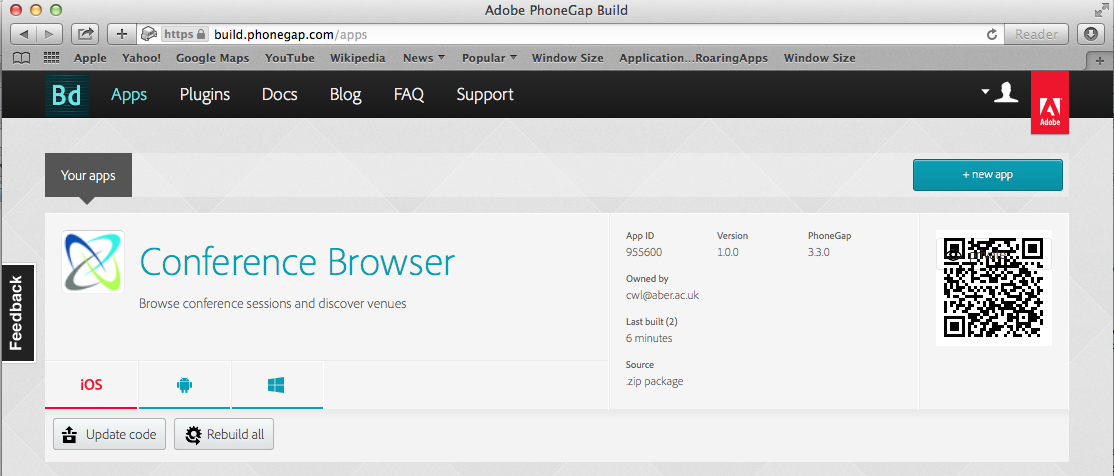 Adobe PhoneGap Build
https build.phonegap.com/apps Reader
Apple Yahoo! Google Maps YouTube Wikipedia News Popular Window Size Application...RoaringApps Window Size
Bd Apps Plugins Docs Blog FAQ Support Adobe
Your apps + new app
Conference Browser
Browse conference sessions and discover venues
App ID Version PhoneGap
955600 1.0.0 3.3.0
Owned by
cwl@aber.ac.uk
Last built (2)
6 minutes
Source
.zip package
Feedback
iOS
Update code Rebuild all